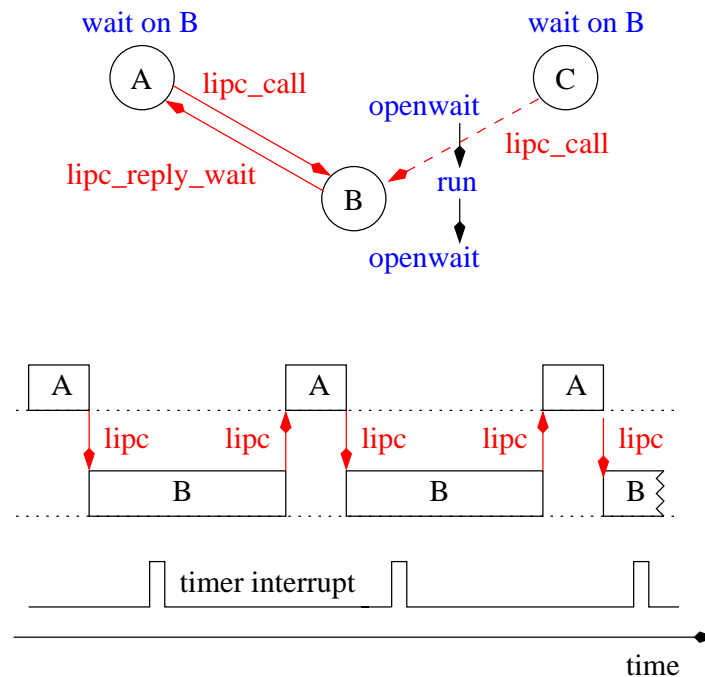 wait on B
wait on B
A
C
lipc_call
openwait
lipc_call
lipc_reply_wait
run
B
openwait
A
A
A
lipc
lipc
lipc
lipc
lipc
B
B
B
timer interrupt
time